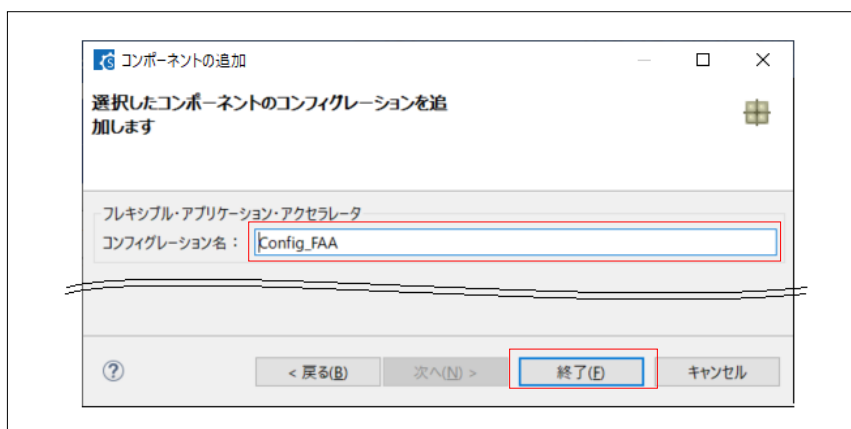 コンポーネントの追加
選択したコンポーネントのコンフィグレーションを追
加します
フレキシブル・アプリケーション・アクセラレータ
コンフィグレーション名：
Config_FAA
< 戻る(B)
次へ(N) >
終了(F)
キャンセル